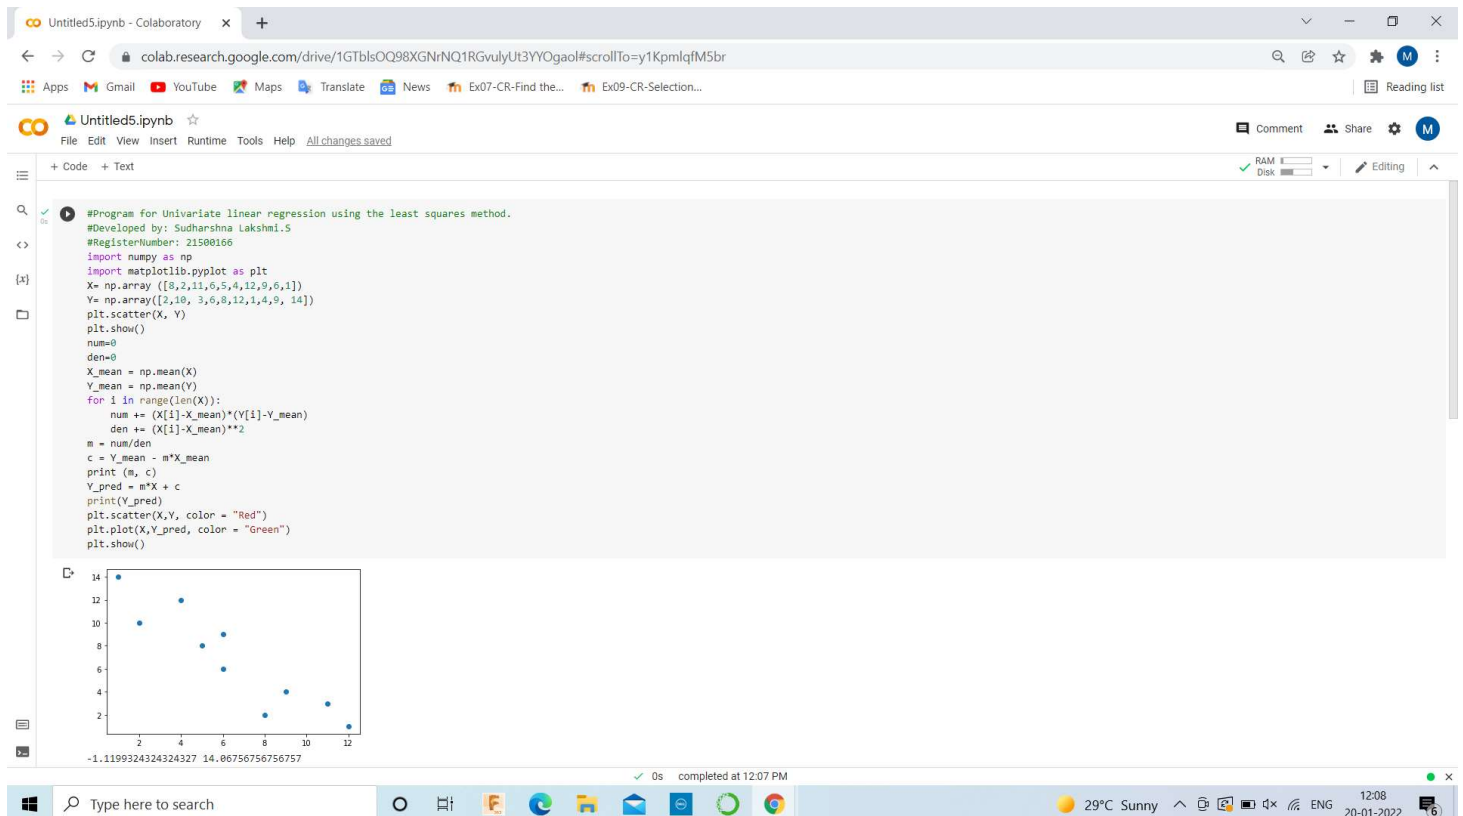 Untitled5.ipynb - Colaboratory
colab.research.google.com/drive/1GTblsOQ98XGNrNQ1RGvulyUt3YYOgaol#scrollTo=y1KpmlqfM5br
M
Apps Gmail YouTube Maps Translate News Ex07-CR-Find the... Ex09-CR-Selection... Reading list
Untitled5.ipynb
Comment Share M
File Edit View Insert Runtime Tools Help All changes saved
+ Code + Text
RAM
Disk
Editing
0s
#Program for Univariate linear regression using the least squares method.
#Developed by: Sudharshna Lakshmi.S
#RegisterNumber: 21500166
import numpy as np
import matplotlib.pyplot as plt
X= np.array ([8,2,11,6,5,4,12,9,6,1])
Y= np.array([2,10, 3,6,8,12,1,4,9, 14])
plt.scatter(X, Y)
plt.show()
num=0
den=0
X_mean = np.mean(X)
Y_mean = np.mean(Y)
for i in range(len(X)):
    num += (X[i]-X_mean)*(Y[i]-Y_mean)
    den += (X[i]-X_mean)**2
m = num/den
c = Y_mean - m*X_mean
print (m, c)
Y_pred = m*X + c
print(Y_pred)
plt.scatter(X,Y, color = "Red")
plt.plot(X,Y_pred, color = "Green")
plt.show()
14
12
10
8
6
4
2
2 4 6 8 10 12
-1.1199324324324327 14.06756756756757
0s completed at 12:07 PM
Type here to search
29°C Sunny
ENG
12:08
20-01-2022
6